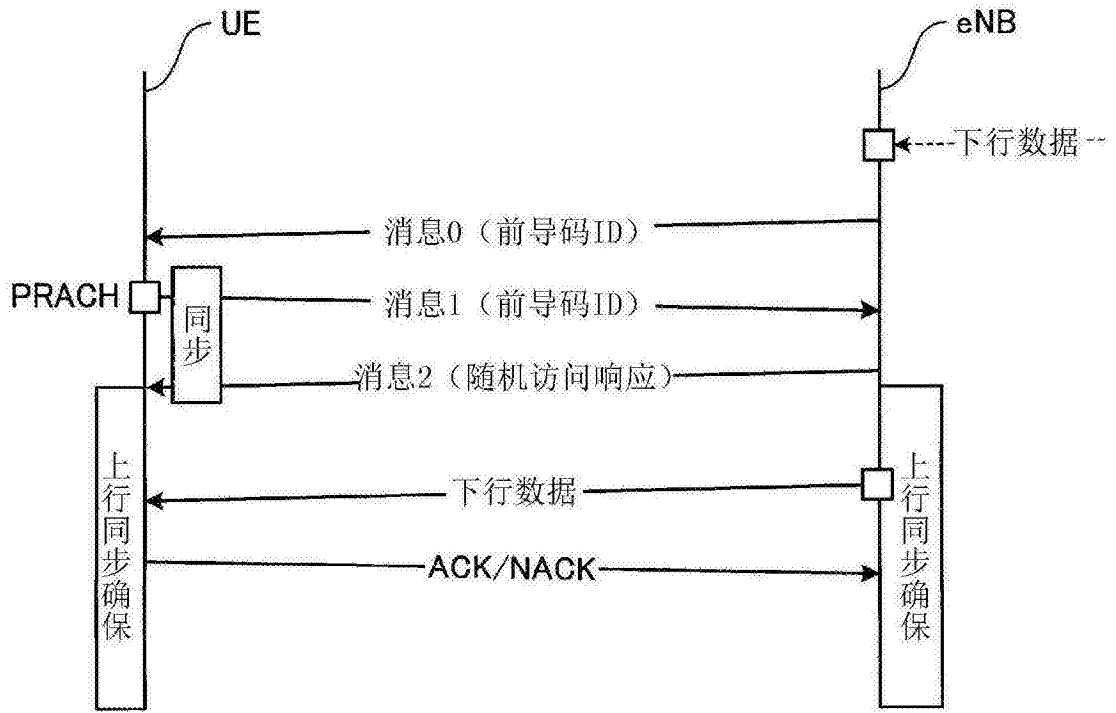 UE
eNB
下行数据
消息0（前导码ID）
PRACH
同步
消息1（前导码ID）
消息2（随机访问响应）
上行同步确保
上行同步确保
下行数据
ACK/NACK